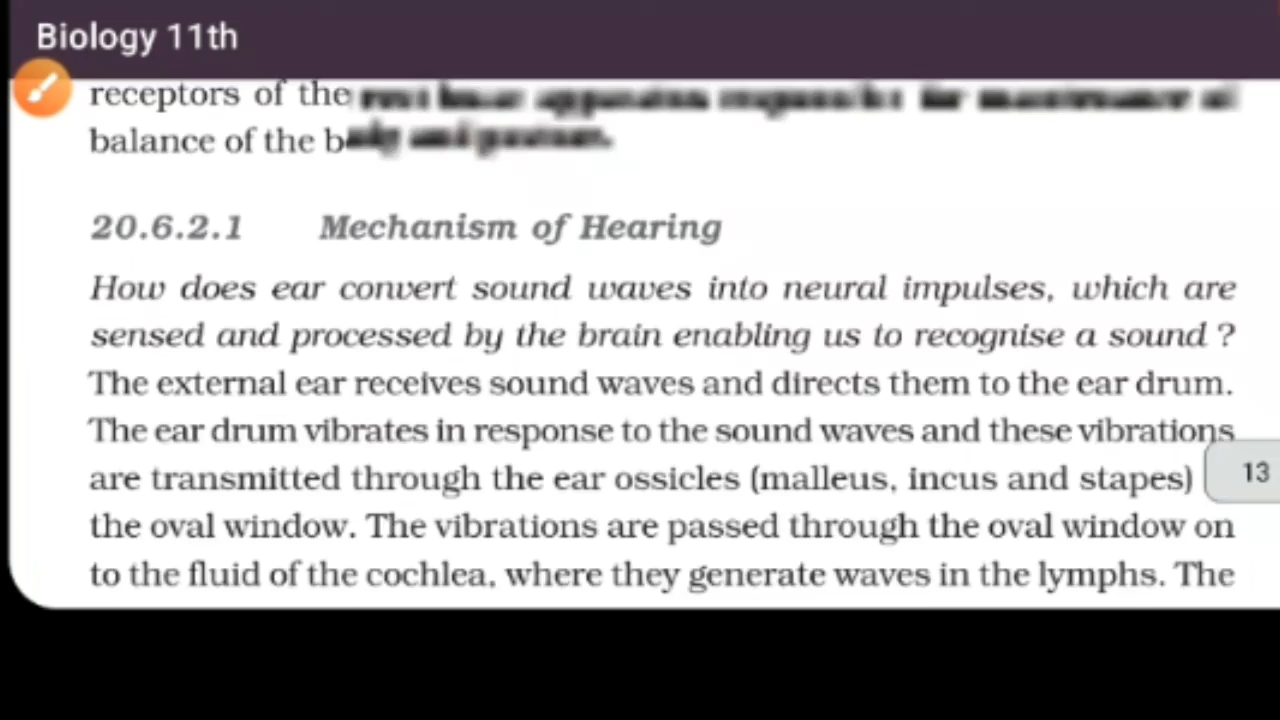 Biology 11th
receptors of the
balance of the b
20.6.2.1 Mechanism of Hearing
How does ear convert sound waves into neural impulses, which are
sensed and processed by the brain enabling us to recognise a sound ?
The external ear receives sound waves and directs them to the ear drum.
The ear drum vibrates in response to the sound waves and these vibrations
are transmitted through the ear ossicles (malleus, incus and stapes)
13
the oval window. The vibrations are passed through the oval window on
to the fluid of the cochlea, where they generate waves in the lymphs. The